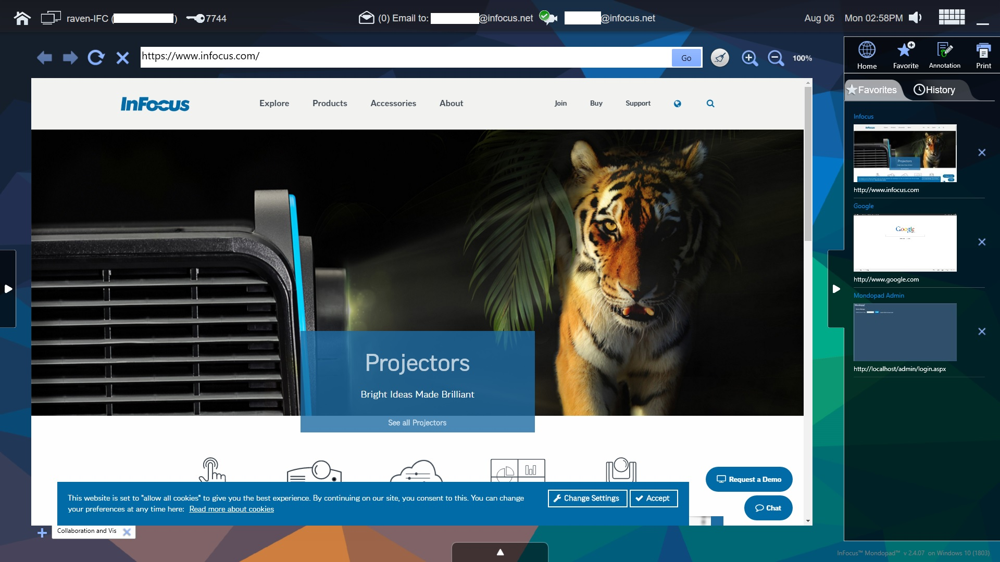 raven-IFC ( )
7744
(0) Email to: @infocus.net
@infocus.net
Aug 06 Mon 02:58PM
https://www.infocus.com/
Go
100%
Home
Favorite
Annotation
Print
Favorites
History
InFocus
Explore
Products
Accessories
About
Join
Buy
Support
Projectors
Bright Ideas Made Brilliant
See all Projectors
This website is set to "allow all cookies" to give you the best experience. By continuing on our site, you consent to this. You can change
your preferences at any time here: Read more about cookies
Change Settings
Accept
Request a Demo
Chat
Collaboration and Vis
Infocus
InFocus
Projectors
http://www.infocus.com
Google
Google
http://www.google.com
Mondopad Admin
Mondopad
http://localhost/admin/login.aspx
InFocus™ Mondopad™ v 2.4.07 on Windows 10 (1803)